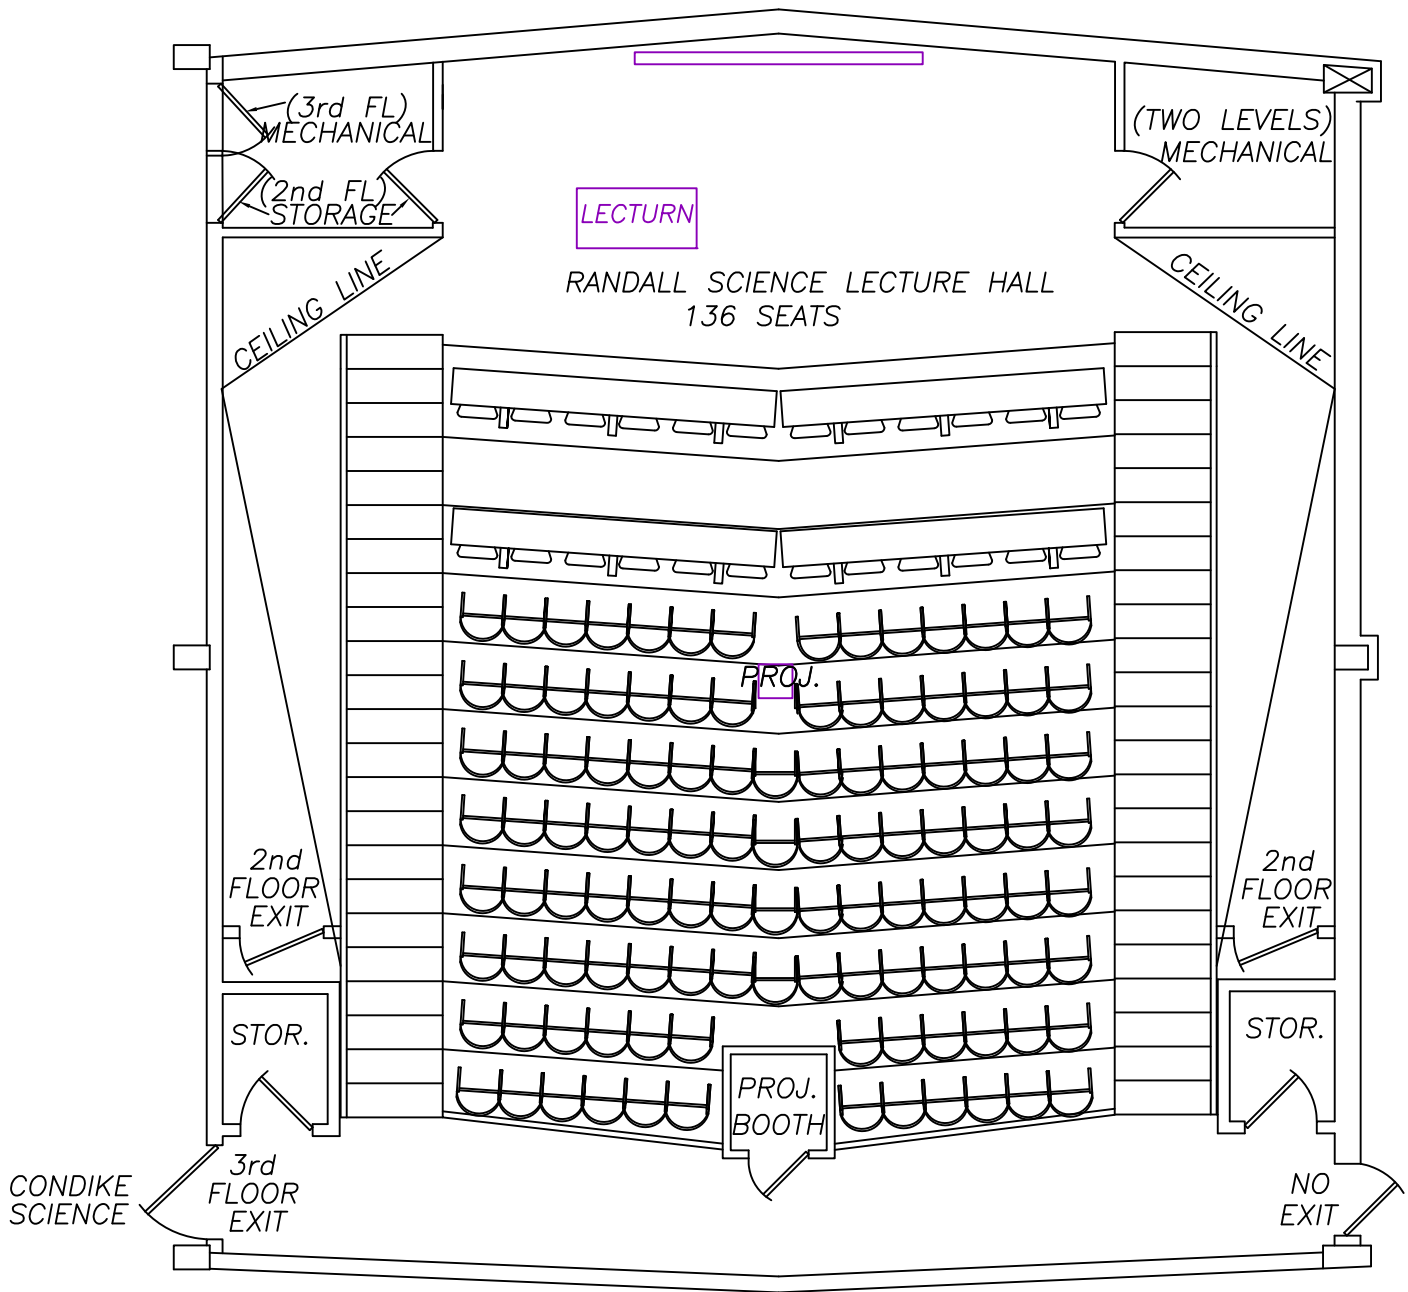 (3rd FL)
MECHANICAL
(TWO LEVELS)
MECHANICAL
(2nd FL)
STORAGE
LECTURN
CEILING LINE
CEILING LINE
RANDALL SCIENCE LECTURE HALL
136 SEATS
PROJ.
2nd
FLOOR
EXIT
2nd
FLOOR
EXIT
STOR.
STOR.
PROJ.
BOOTH
CONDIKE
SCIENCE
3rd
FLOOR
EXIT
NO
EXIT